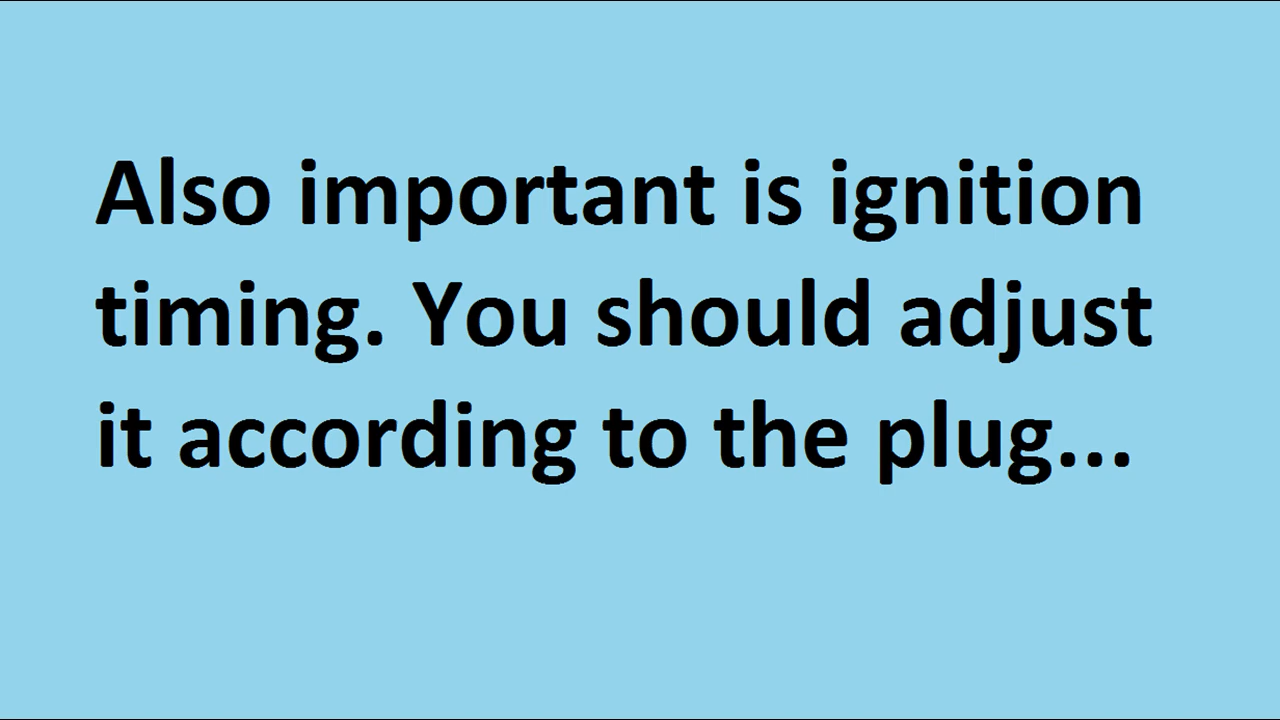 Also important is ignition
timing. You should adjust
it according to the plug...